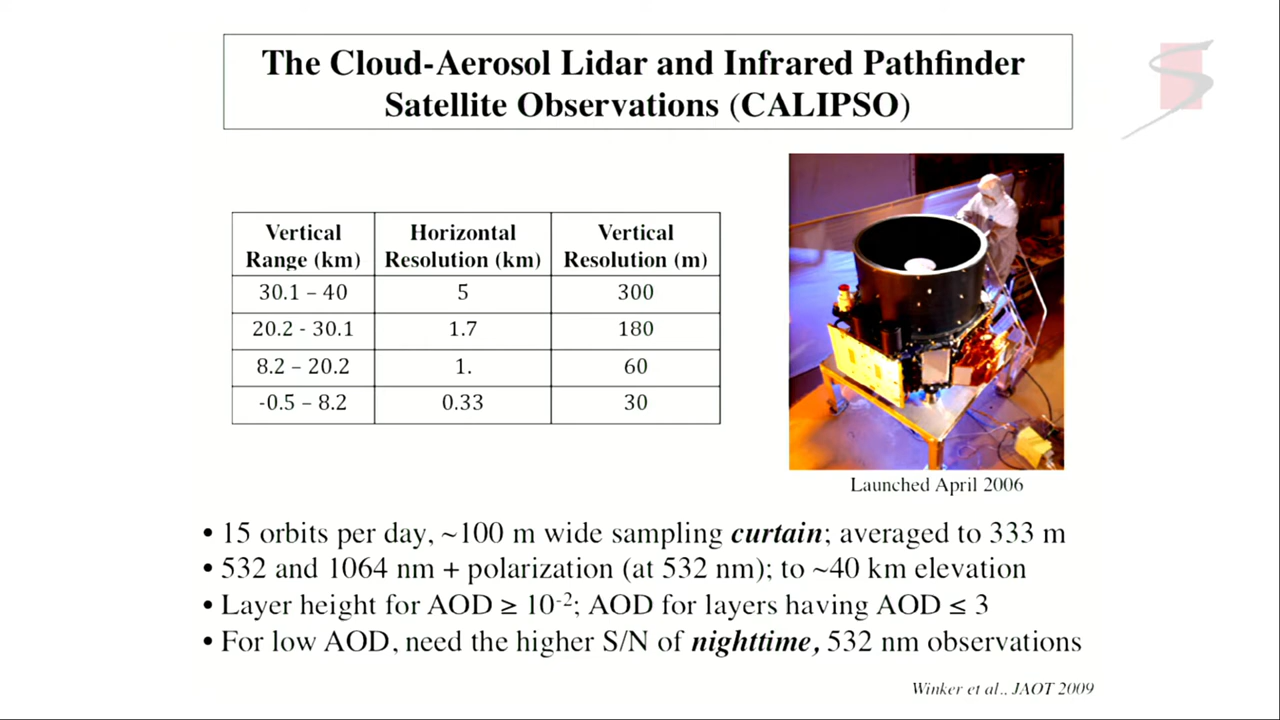 The Cloud-Aerosol Lidar and Infrared Pathfinder
Satellite Observations (CALIPSO)
Vertical Range (km) Horizontal Resolution (km) Vertical Resolution (m)
30.1 – 40 5 300
20.2 - 30.1 1.7 180
8.2 – 20.2 1. 60
-0.5 – 8.2 0.33 30
Launched April 2006
• 15 orbits per day, ~100 m wide sampling curtain; averaged to 333 m
• 532 and 1064 nm + polarization (at 532 nm); to ~40 km elevation
• Layer height for AOD ≥ 10⁻²; AOD for layers having AOD ≤ 3
• For low AOD, need the higher S/N of nighttime, 532 nm observations
Winker et al., JAOT 2009